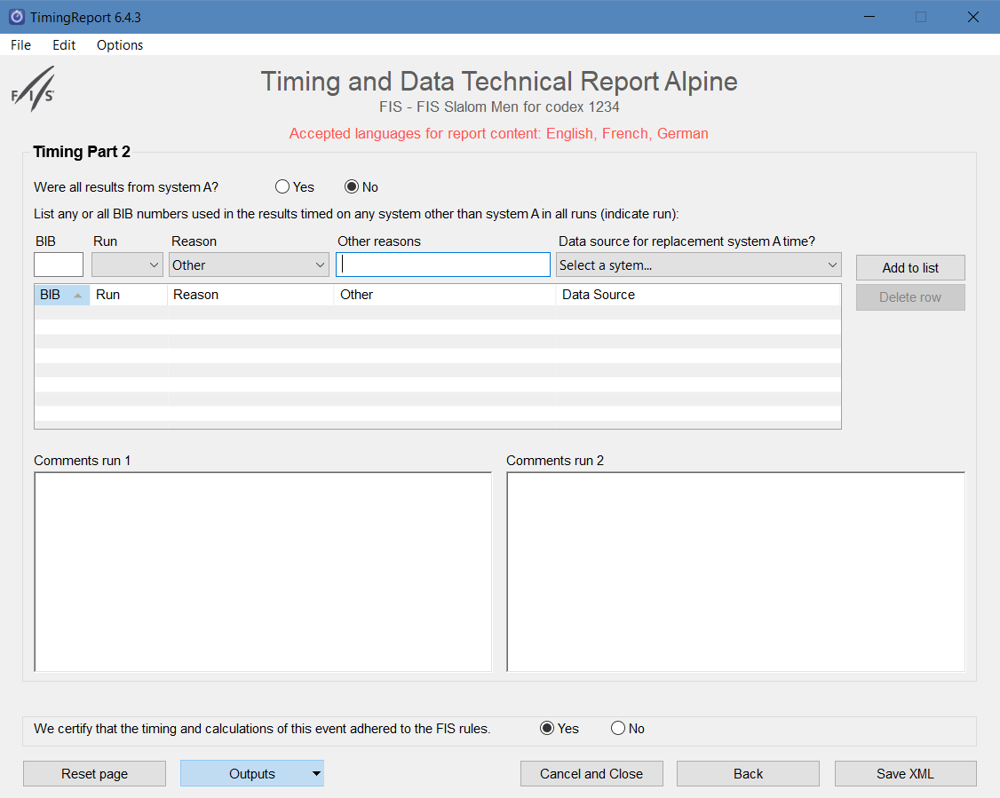 TimingReport 6.4.3
File Edit Options
FIS
Timing and Data Technical Report Alpine
FIS - FIS Slalom Men for codex 1234
Accepted languages for report content: English, French, German
Timing Part 2
Were all results from system A? Yes No
List any or all BIB numbers used in the results timed on any system other than system A in all runs (indicate run):
BIB Run Reason Other reasons Data source for replacement system A time?
Other Select a sytem... Add to list
BIB Run Reason Other Data Source Delete row
Comments run 1 Comments run 2
We certify that the timing and calculations of this event adhered to the FIS rules. Yes No
Reset page Outputs Cancel and Close Back Save XML